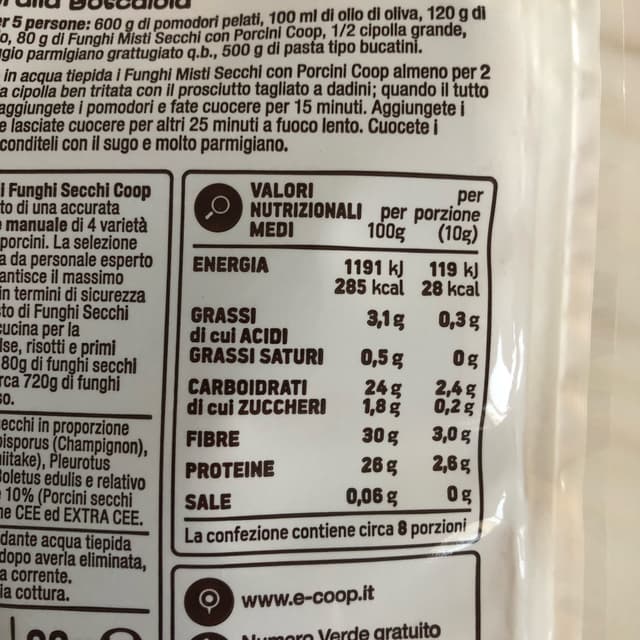 r 5 persone: 600 g di pomodori pelati, 100 ml di olio di oliva, 120 g di
o, 80 g di Funghi Misti Secchi con Porcini Coop, 1/2 cipolla grande,
gio parmigiano grattugiato q.b., 500 g di pasta tipo bucatini.
in acqua tiepida i Funghi Misti Secchi con Porcini Coop almeno per 2
a cipolla ben tritata con il prosciutto tagliato a dadini; quando il tutto
aggiungete i pomodori e fate cuocere per 15 minuti. Aggiungete i
e lasciate cuocere per altri 25 minuti a fuoco lento. Cuocete i
conditeli con il sugo e molto parmigiano.
i Funghi Secchi Coop
to di una accurata
manuale di 4 varietà
porcini. La selezione
a da personale esperto
antisce il massimo
in termini di sicurezza
sto di Funghi Secchi
cucina per la
lse, risotti e primi
80g di funghi secchi
rca 720g di funghi
so.
ecchi in proporzione
bisporus (Champignon),
iitake), Pleurotus
Boletus edulis e relativo
10% (Porcini secchi
ne CEE ed EXTRA CEE.
dante acqua tiepida
dopo averla eliminata,
a corrente.
ia cottura.
VALORI
NUTRIZIONALI
MEDI
per 100g
per porzione (10g)
ENERGIA 1191 kJ 119 kJ
285 kcal 28 kcal
GRASSI 3,1 g 0,3 g
di cui ACIDI
GRASSI SATURI 0,5 g 0 g
CARBOIDRATI 24 g 2,4 g
di cui ZUCCHERI 1,8 g 0,2 g
FIBRE 30 g 3,0 g
PROTEINE 26 g 2,6 g
SALE 0,06 g 0 g
La confezione contiene circa 8 porzioni
www.e-coop.it
Numero Verde gratuito